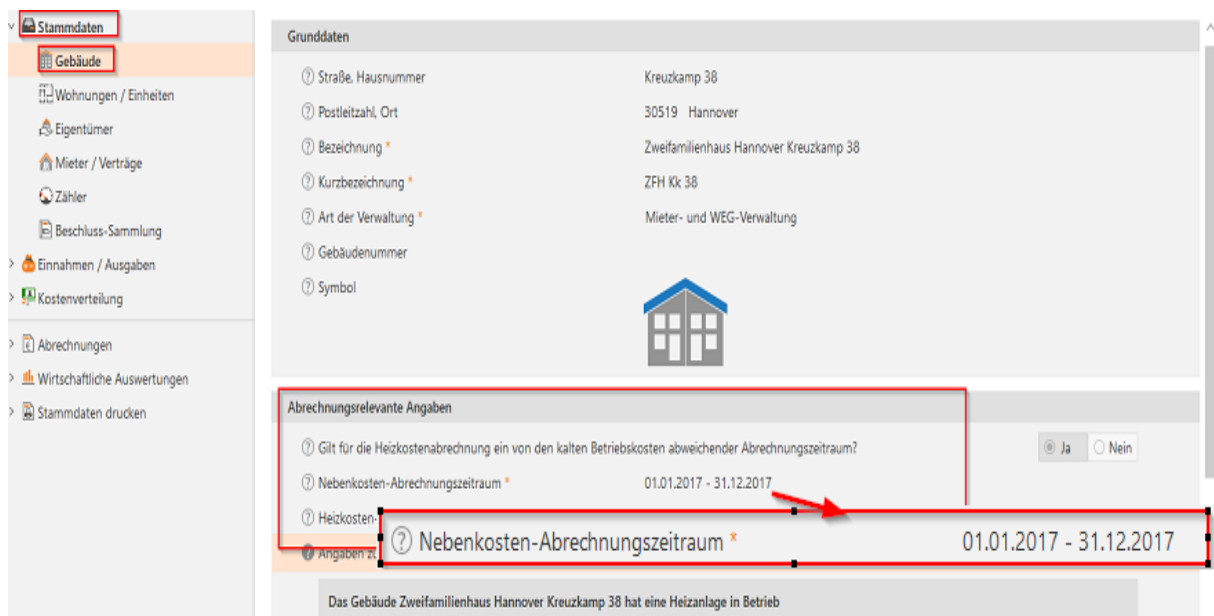 Stammdaten
Gebäude
Wohnungen / Einheiten
Eigentümer
Mieter / Verträge
Zähler
Beschluss-Sammlung
Einnahmen / Ausgaben
Kostenverteilung
Abrechnungen
Wirtschaftliche Auswertungen
Stammdaten drucken
Grunddaten
Straße, Hausnummer Kreuzkamp 38
Postleitzahl, Ort 30519 Hannover
Bezeichnung * Zweifamilienhaus Hannover Kreuzkamp 38
Kurzbezeichnung * ZFH Kk 38
Art der Verwaltung * Mieter- und WEG-Verwaltung
Gebäudenummer
Symbol
Abrechnungsrelevante Angaben
Gilt für die Heizkostenabrechnung ein von den kalten Betriebskosten abweichender Abrechnungszeitraum? Ja Nein
Nebenkosten-Abrechnungszeitraum * 01.01.2017 - 31.12.2017
Heizkosten-
Nebenkosten-Abrechnungszeitraum * 01.01.2017 - 31.12.2017
Angaben
Das Gebäude Zweifamilienhaus Hannover Kreuzkamp 38 hat eine Heizanlage in Betrieb